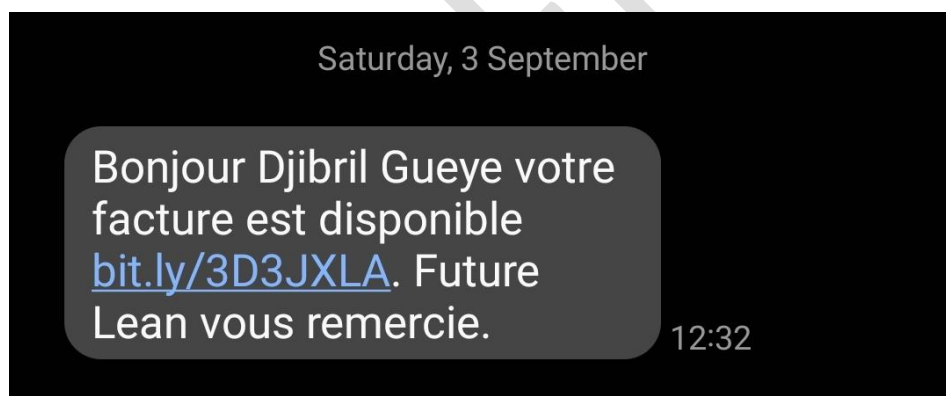 Saturday, 3 September
Bonjour Djibril Gueye votre
facture est disponible
bit.ly/3D3JXLA. Future
Lean vous remercie.
12:32